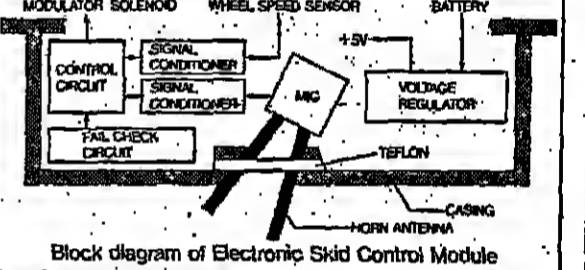 MODULATOR SOLENOID WHEEL SPEED SENSOR BATTERY
+5V
SIGNAL
CONDITIONER
CONTROL
CIRCUIT
SIGNAL
CONDITIONER
MIC
VOLTAGE
REGULATOR
FAIL CHECK
CIRCUIT
TEFLON
CASING
HORN ANTENNA
Block diagram of Electronic Skid Control Module